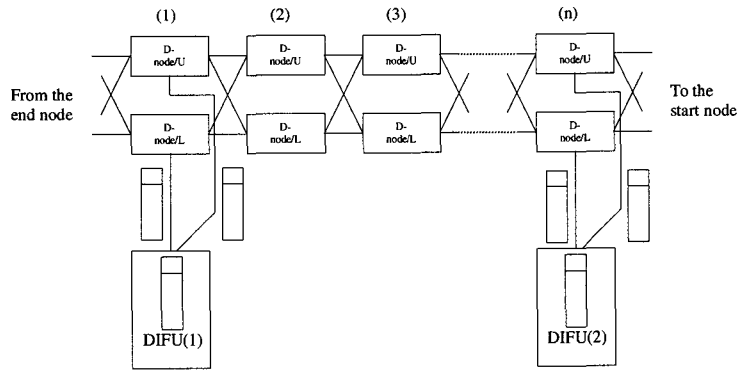 (1) (2) (3) (n)
D-
node/U
D-
node/U
D-
node/U
D-
node/U
From the
end node
To the
start node
D-
node/L
D-
node/L
D-
node/L
D-
node/L
DIFU(1)
DIFU(2)